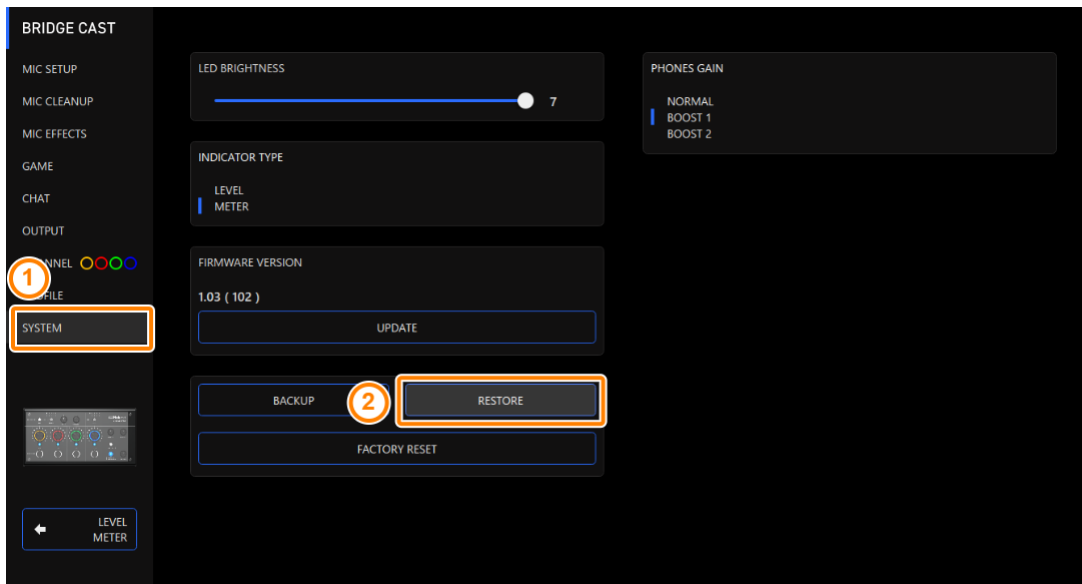 BRIDGE CAST
MIC SETUP
MIC CLEANUP
MIC EFFECTS
GAME
CHAT
OUTPUT
NNEL
1
FILE
SYSTEM
LEVEL
METER
LED BRIGHTNESS
7
INDICATOR TYPE
LEVEL
METER
FIRMWARE VERSION
1.03 ( 102 )
UPDATE
BACKUP
2
RESTORE
FACTORY RESET
PHONES GAIN
NORMAL
BOOST 1
BOOST 2